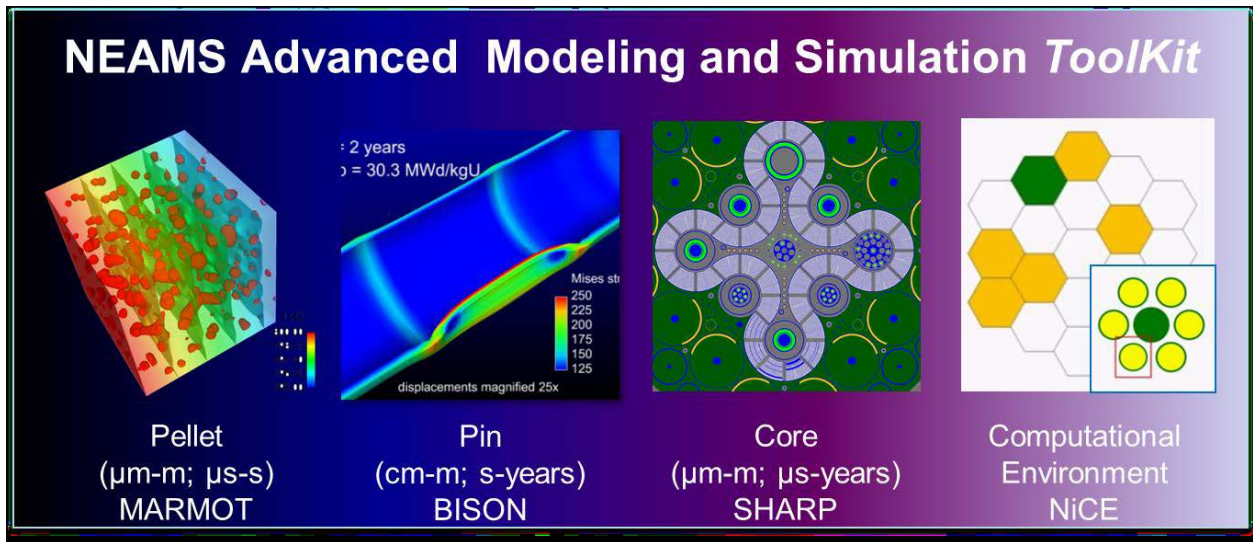 NEAMS Advanced Modeling and Simulation ToolKit
= 2 years
= 30.3 MWd/kgU
Mises
250
225
200
175
150
125
displacements magnified 25x
Pellet
(µm-m; µs-s)
MARMOT
Pin
(cm-m; s-years)
BISON
Core
(µm-m; µs-years)
SHARP
Computational
Environment
NiCE